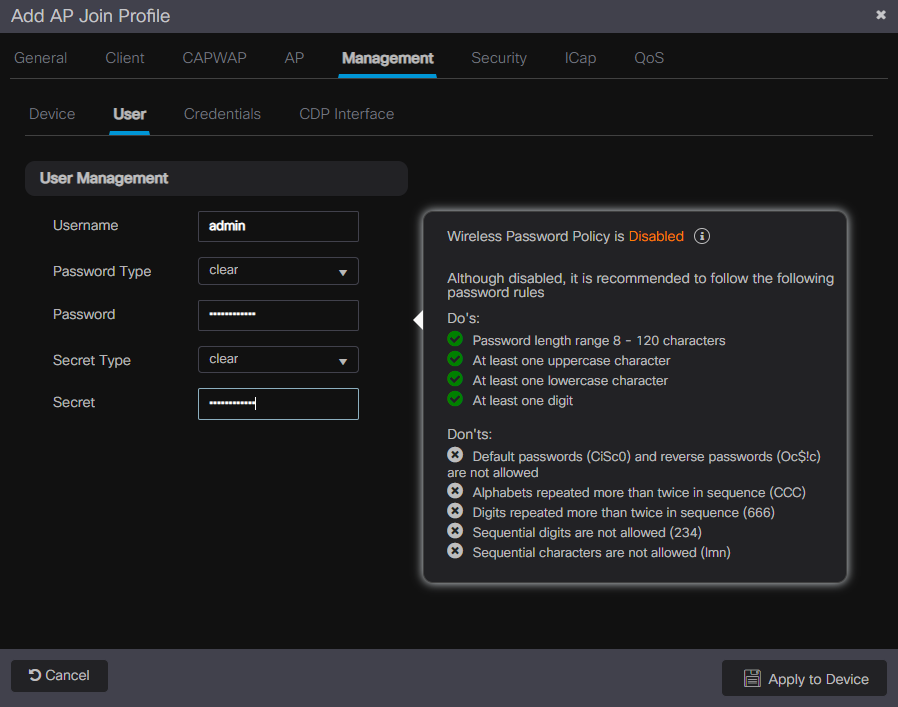 Add AP Join Profile
General Client CAPWAP AP Management Security ICap QoS
Device User Credentials CDP Interface
User Management
Username admin
Password Type clear
Password ••••••••••••
Secret Type clear
Secret ••••••••••••
Wireless Password Policy is Disabled
Although disabled, it is recommended to follow the following
password rules
Do's:
Password length range 8 - 120 characters
At least one uppercase character
At least one lowercase character
At least one digit
Don'ts:
Default passwords (CiSc0) and reverse passwords (Oc$!c)
are not allowed
Alphabets repeated more than twice in sequence (CCC)
Digits repeated more than twice in sequence (666)
Sequential digits are not allowed (234)
Sequential characters are not allowed (lmn)
Cancel
Apply to Device